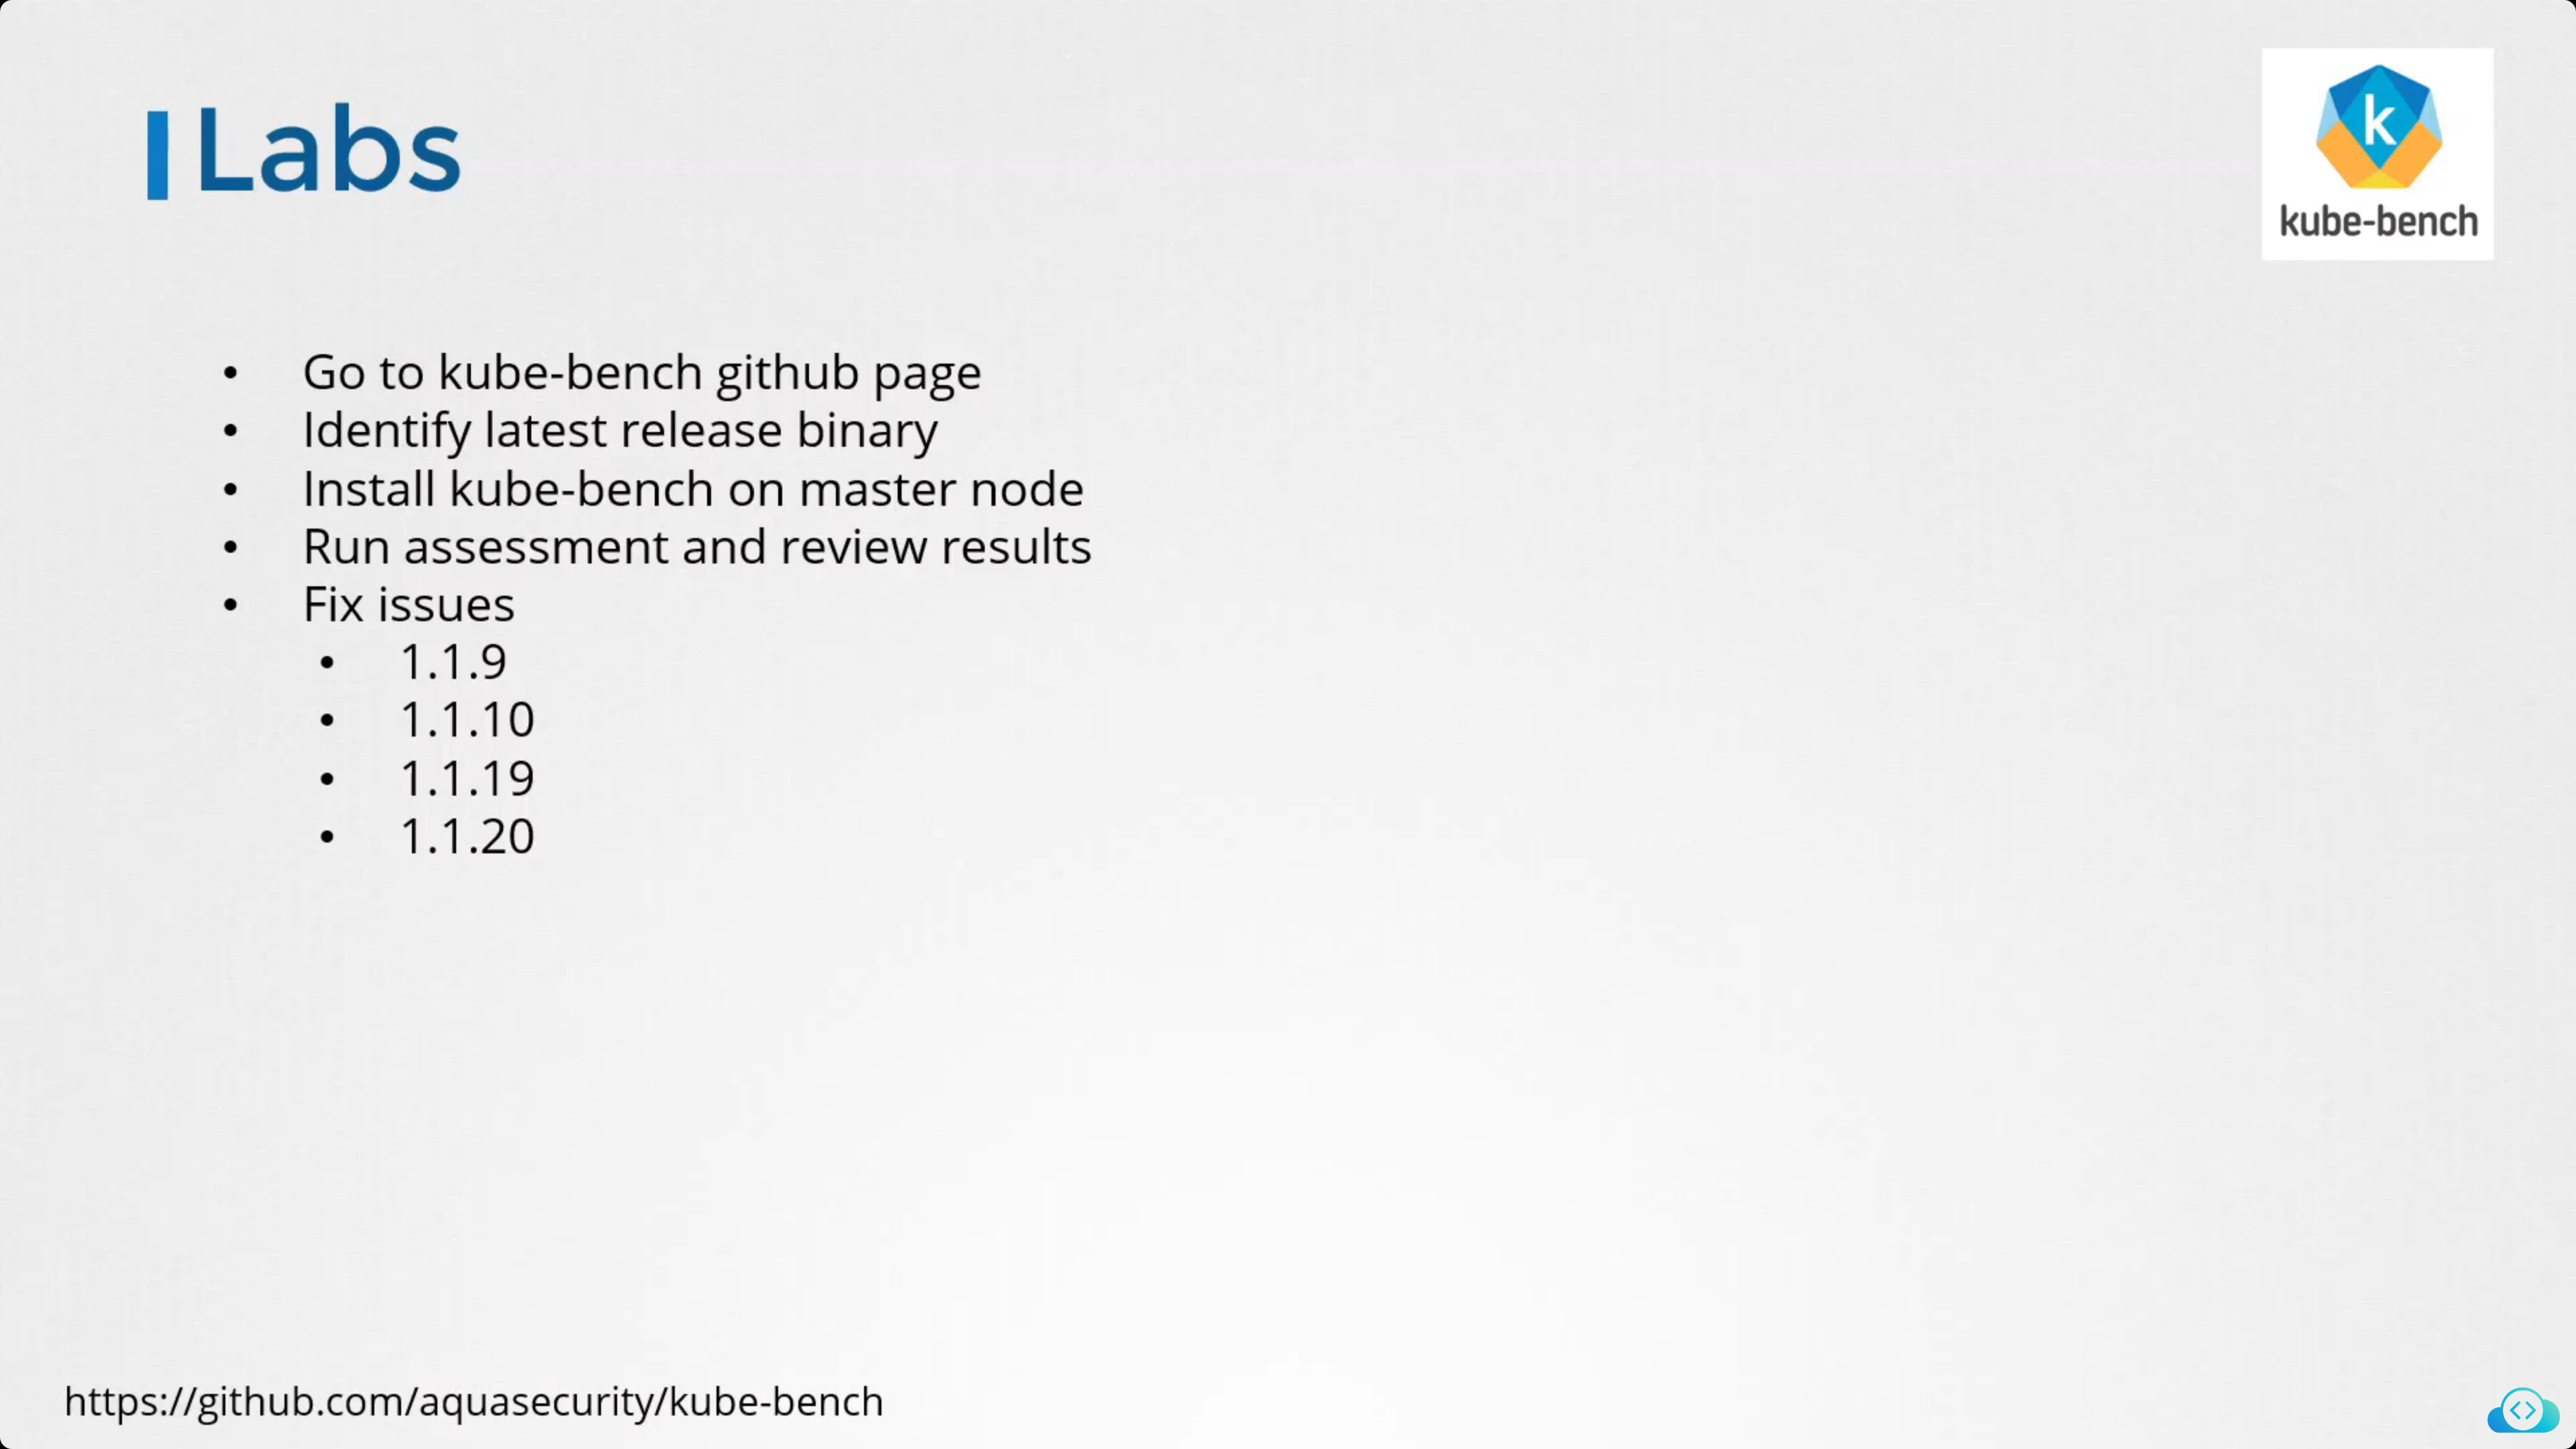 Labs
k
kube-bench
• Go to kube-bench github page
• Identify latest release binary
• Install kube-bench on master node
• Run assessment and review results
• Fix issues
• 1.1.9
• 1.1.10
• 1.1.19
• 1.1.20
https://github.com/aquasecurity/kube-bench